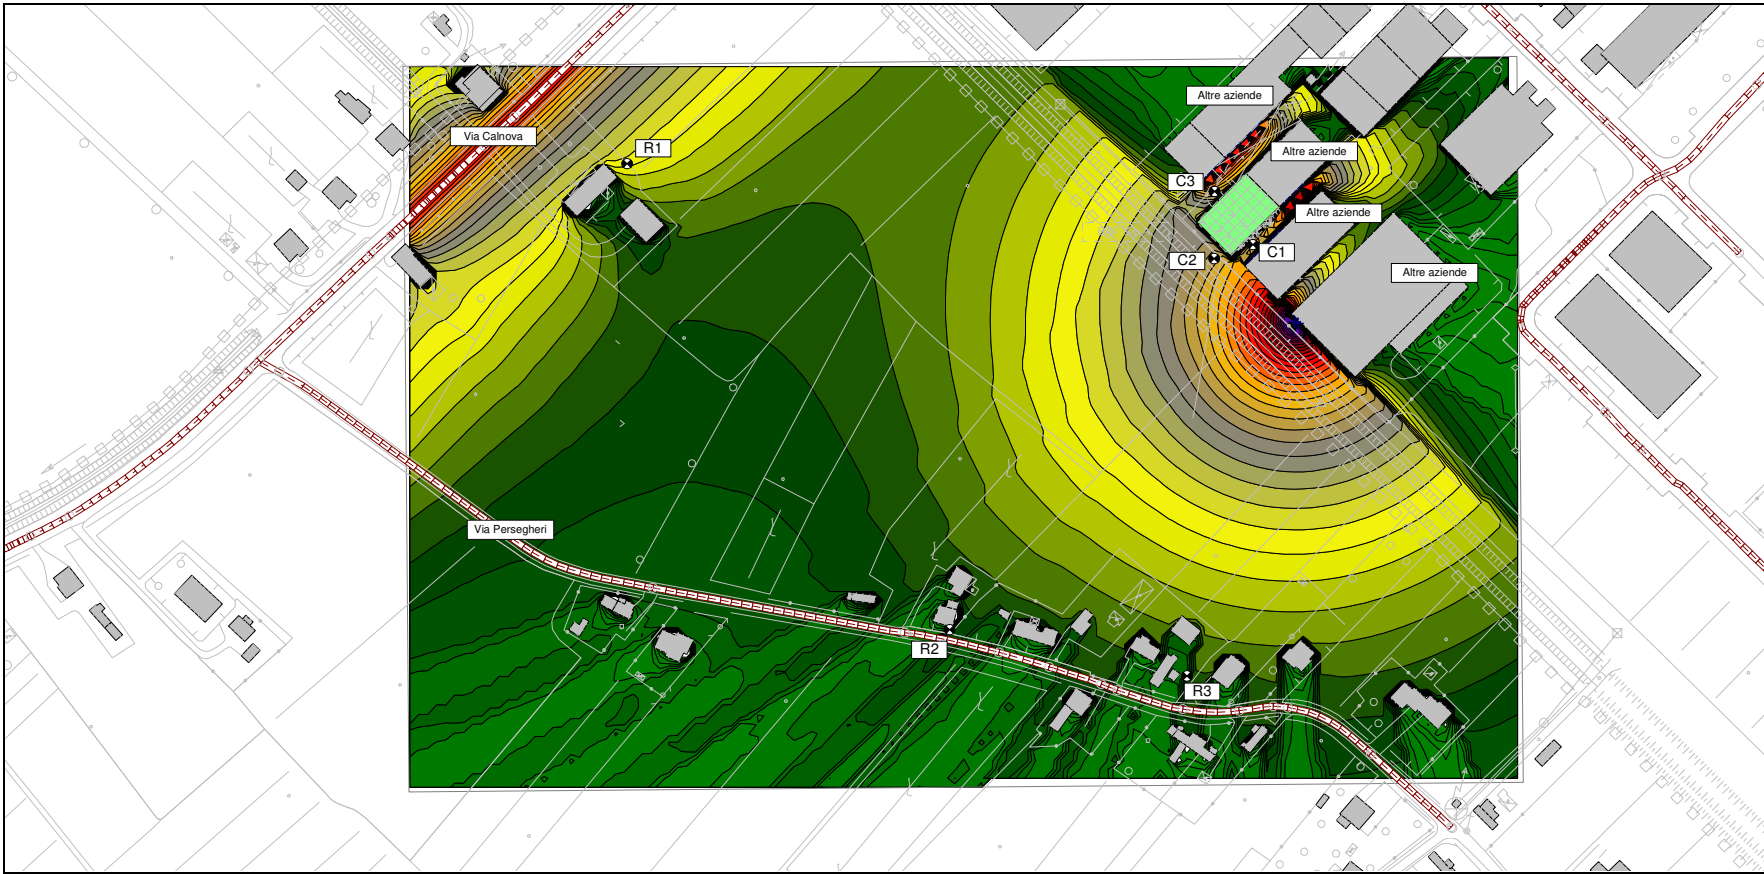 Altre aziende
Via Calnova
R1
Altre aziende
C3
Altre aziende
C1
C2
Altre aziende
Via Persegheri
R2
R3